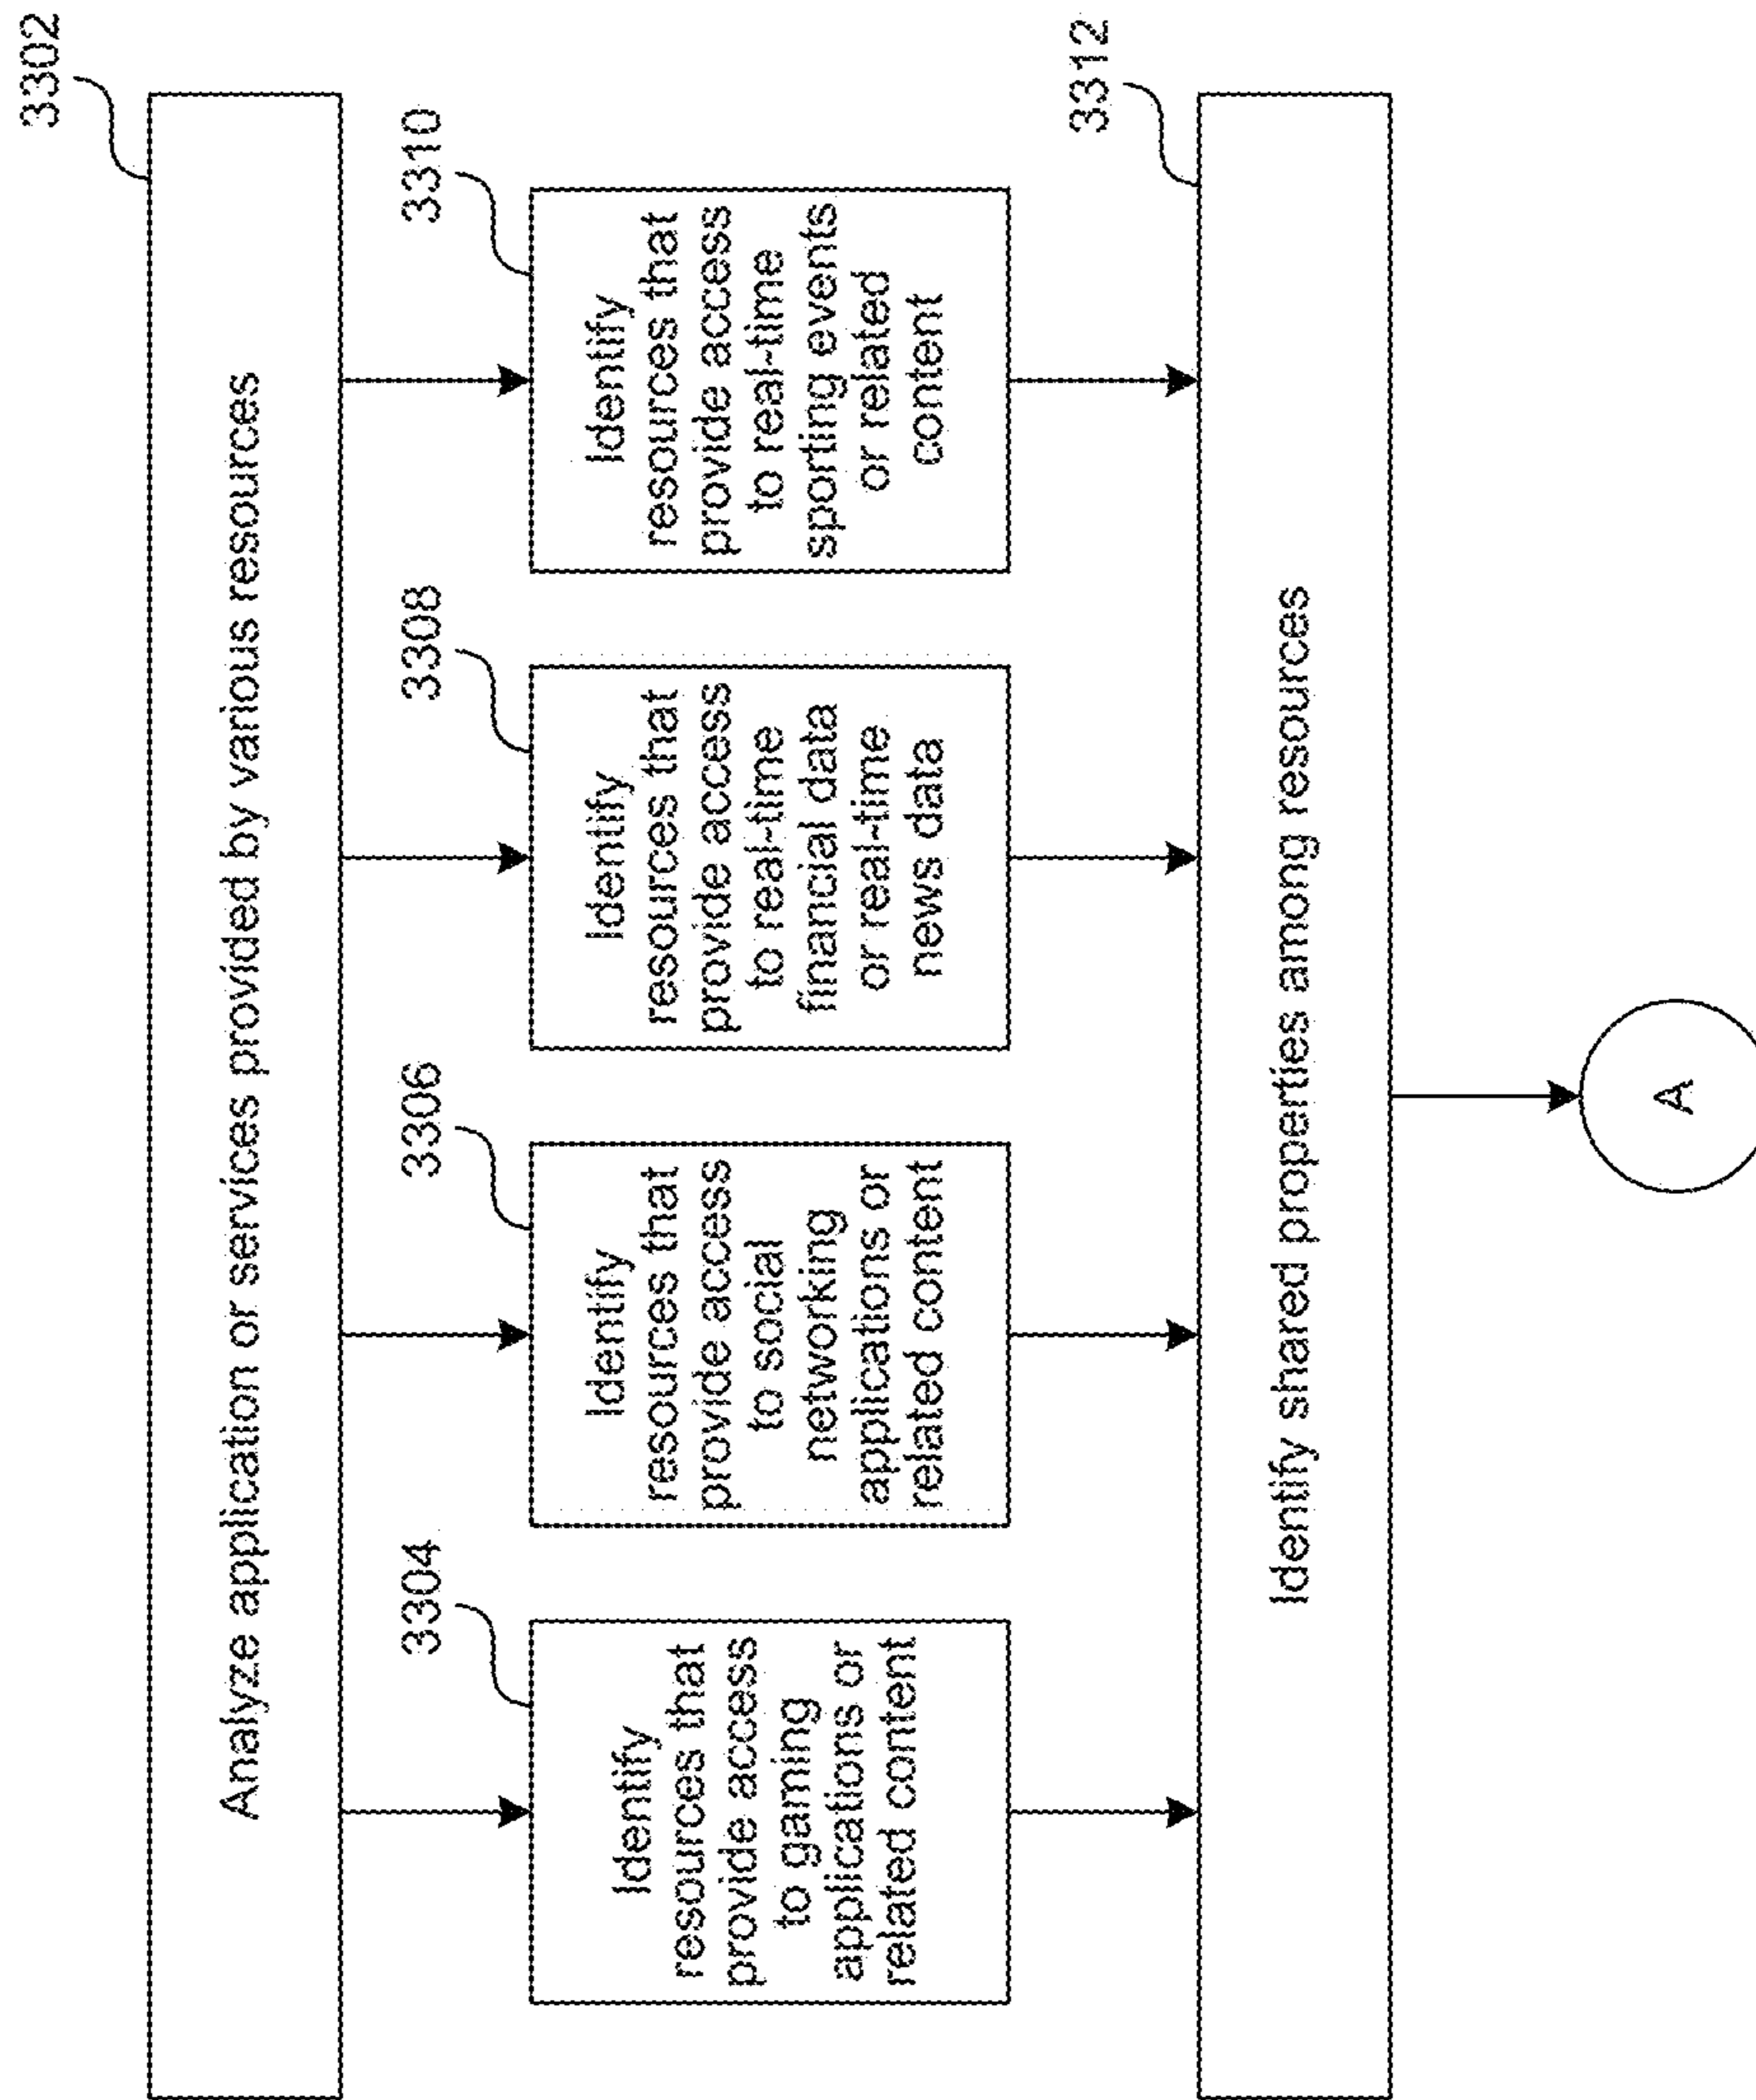 3302
Analyze application or services provided by various resources
3304
Identify
resources that
provide access
to gaming
applications or
related content
3306
Identify
resources that
provide access
to social
networking
applications or
related content
3308
Identify
resources that
provide access
to real-time
financial data
or real-time
news data
3310
Identify
resources that
provide access
to real-time
sporting events
or related
content
3312
Identify shared properties among resources
A